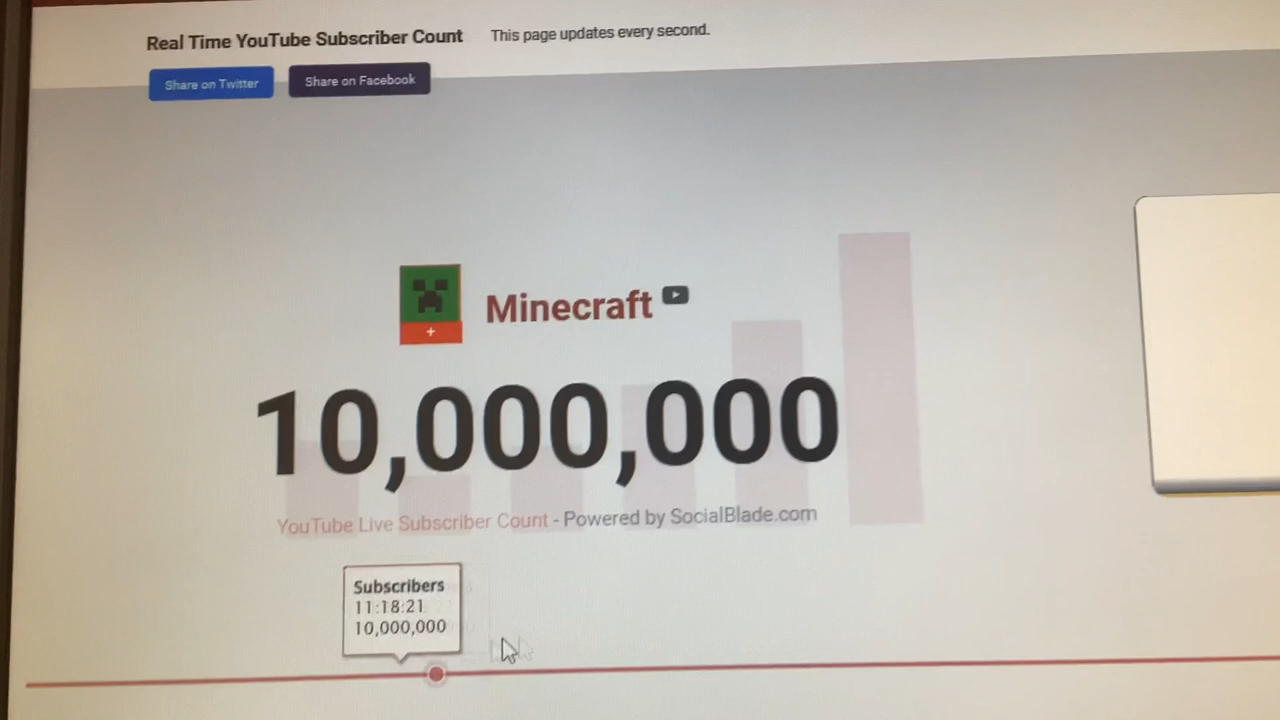 Real Time YouTube Subscriber Count This page updates every second.
Share on Twitter Share on Facebook
+
Minecraft
10,000,000
YouTube Live Subscriber Count - Powered by SocialBlade.com
Subscribers
11:18:21
10,000,000